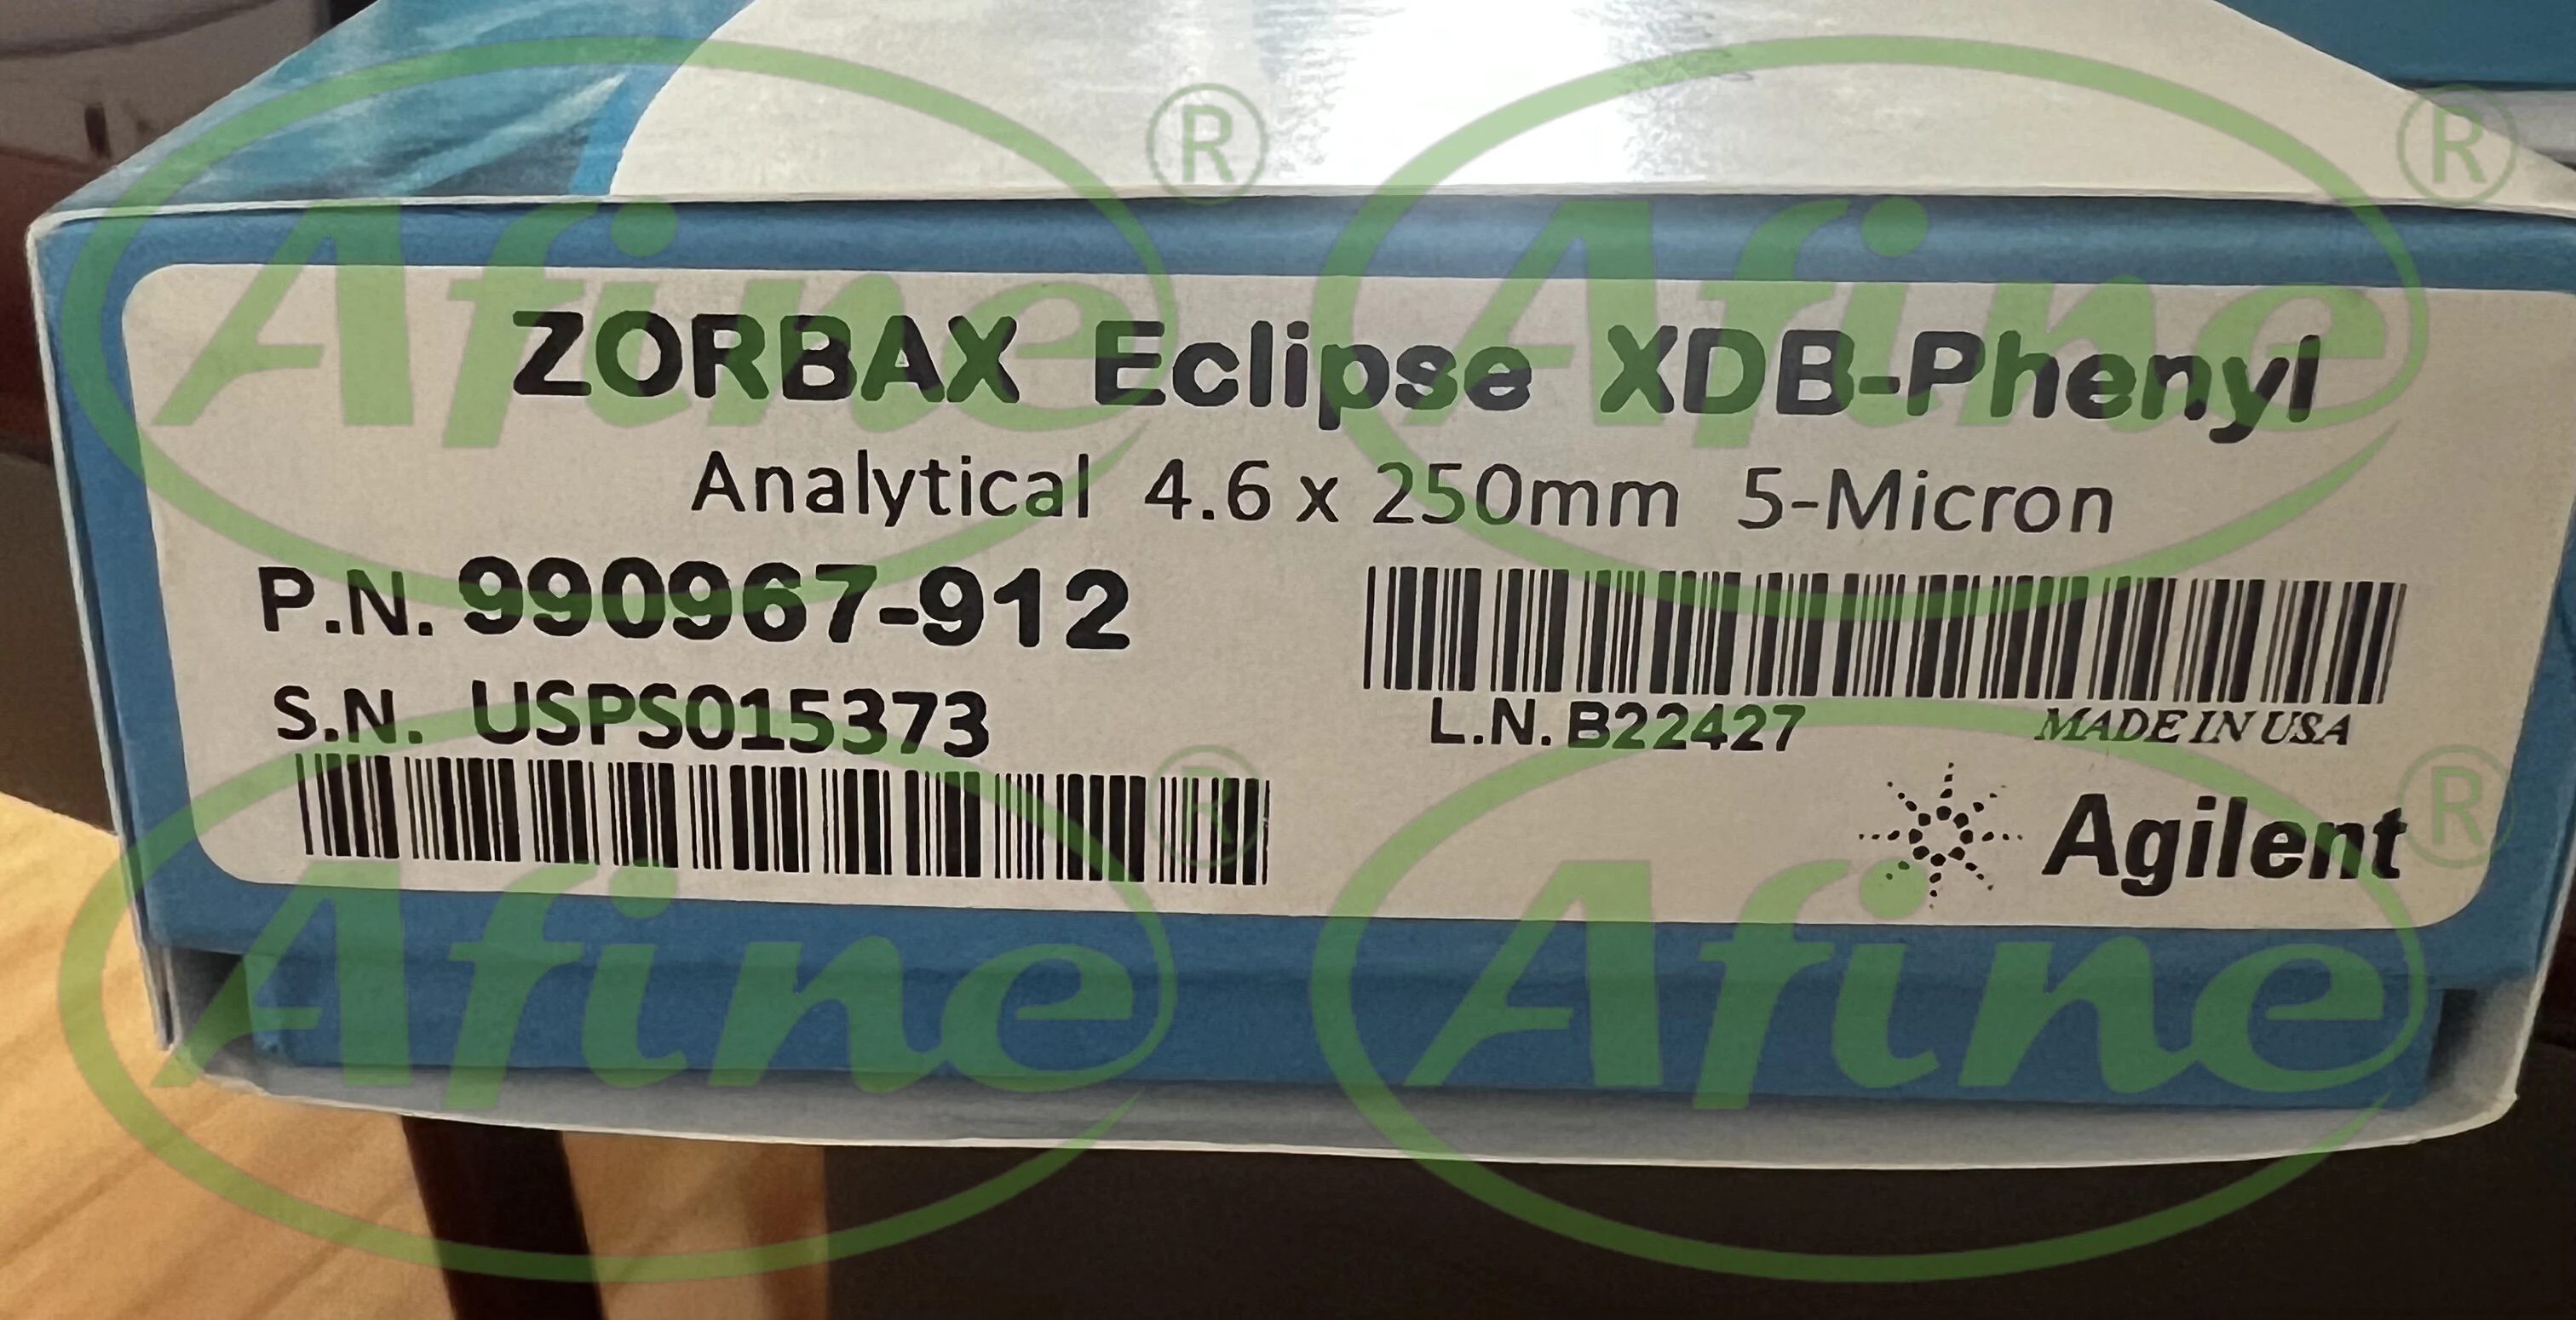 ZORBAX Eclipse XDB-Phenyl
Analytical 4.6 x 250mm 5-Micron
P.N. 990967-912
S.N. USPS015373
L.N. B22427 MADE IN USA
Agilent
Afine®
Afine®
Afine®
Afine®